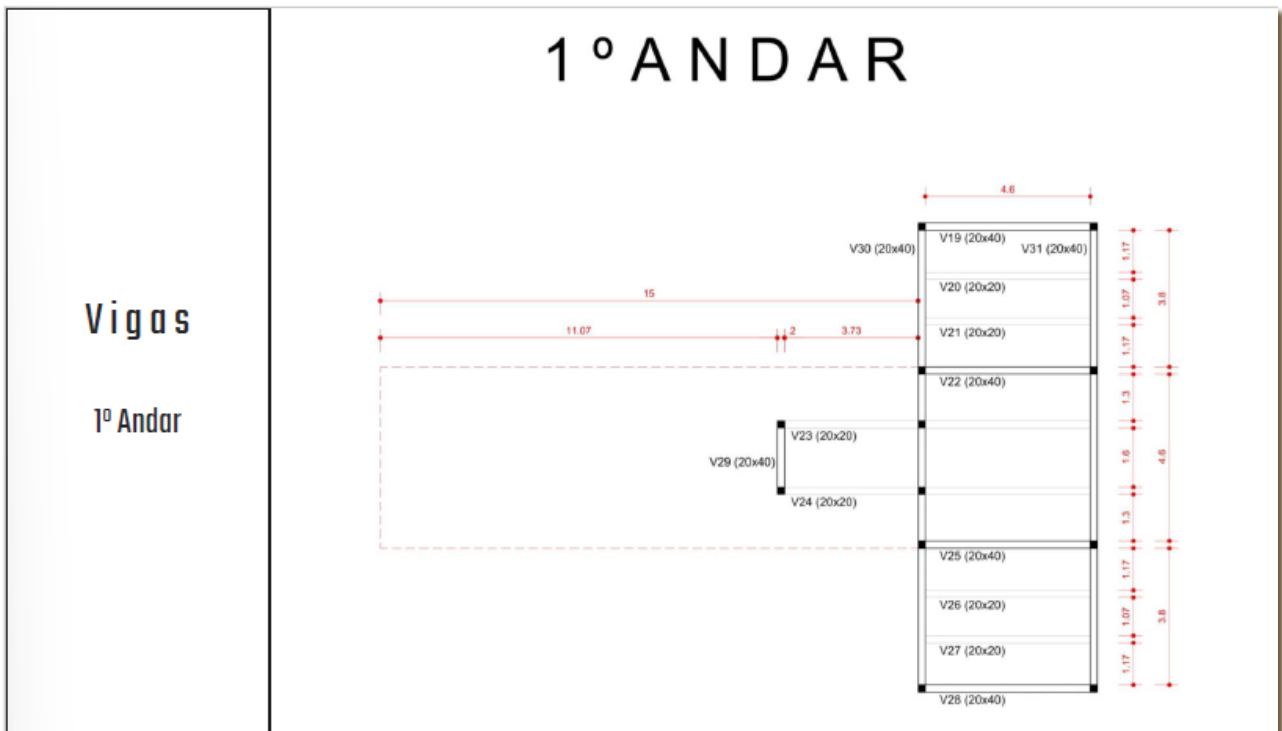 1 º A N D A R
Vigas
1º Andar
4.6
V30 (20x40)
V19 (20x40)
V31 (20x40)
1.17
V20 (20x20)
15
1.07
3.8
11.07
.2
3.73
V21 (20x20)
1.17
V22 (20x40)
1.3
V23 (20x20)
V29 (20x40)
1.6
4.6
V24 (20x20)
1.3
V25 (20x40)
1.17
V26 (20x20)
1.07
3.8
V27 (20x20)
1.17
V28 (20x40)